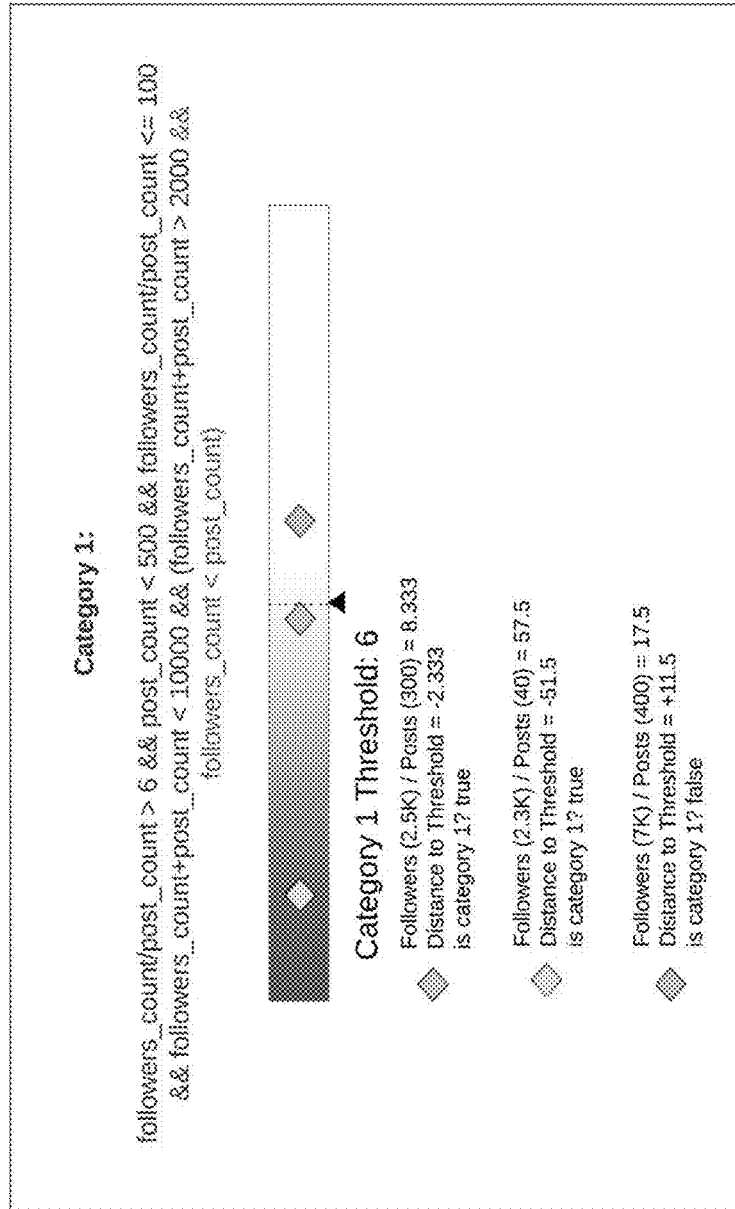 Category 1:
followers_count/post_count > 6 && post_count < 500 && followers_count/post_count <= 100
&& followers_count+post_count < 10000 && (followers_count+post_count > 2000 &&
followers_count < post_count)
Category 1 Threshold: 6
Followers (2.5K) / Posts (300) = 8.333
Distance to Threshold = -2.333
is category 1? true
Followers (2.3K) / Posts (40) = 57.5
Distance to Threshold = -51.5
is category 1? true
Followers (7K) / Posts (400) = 17.5
Distance to Threshold = +11.5
is category 1? false